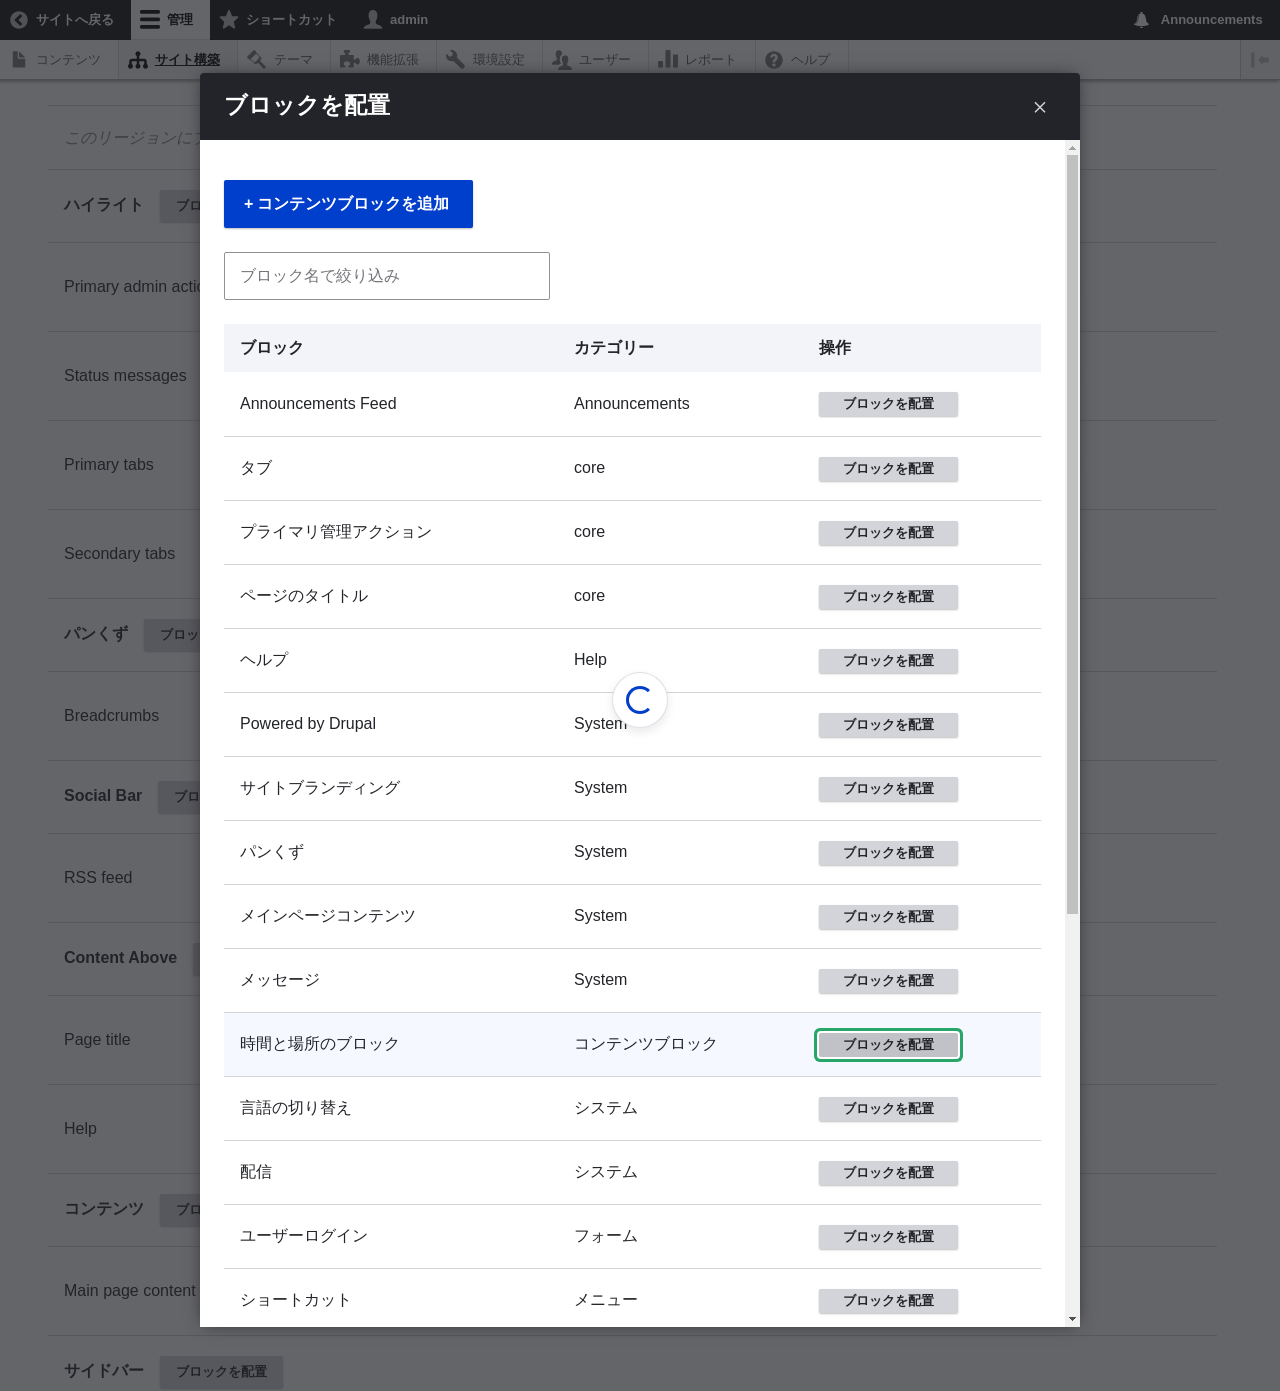 サイトへ戻る 管理 ショートカット admin Announcements
コンテンツ サイト構築 テーマ 機能拡張 環境設定 ユーザー レポート ヘルプ
ブロックを配置
このリージョンに
+ コンテンツブロックを追加
ハイライト ブロ
ブロック名で絞り込み
Primary admin actio
ブロック カテゴリー 操作
Status messages
Announcements Feed Announcements ブロックを配置
Primary tabs
タブ core ブロックを配置
プライマリ管理アクション core ブロックを配置
Secondary tabs
ページのタイトル core ブロックを配置
パンくず ブロッ
ヘルプ Help ブロックを配置
Breadcrumbs
Powered by Drupal System ブロックを配置
Social Bar ブロ
サイトブランディング System ブロックを配置
パンくず System ブロックを配置
RSS feed
メインページコンテンツ System ブロックを配置
Content Above
メッセージ System ブロックを配置
Page title
時間と場所のブロック コンテンツブロック ブロックを配置
言語の切り替え システム ブロックを配置
Help
配信 システム ブロックを配置
コンテンツ ブロ
ユーザーログイン フォーム ブロックを配置
Main page content
ショートカット メニュー ブロックを配置
サイドバー ブロックを配置